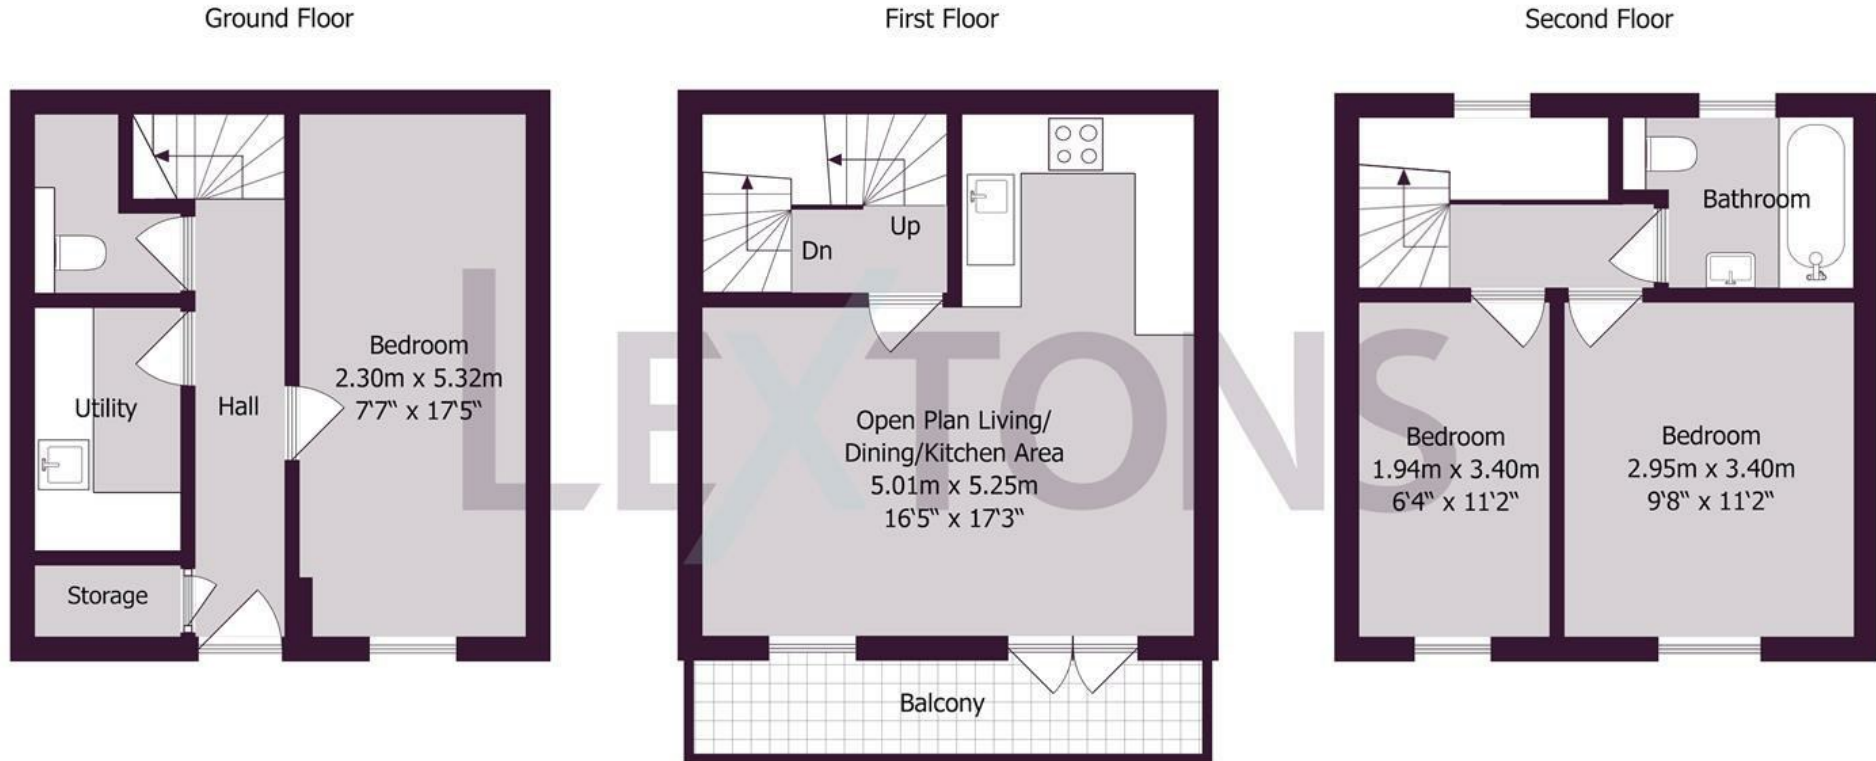 Ground Floor
First Floor
Second Floor
Bedroom
2.30m x 5.32m
7'7“ x 17'5“
Utility
Hall
Storage
Up
Dn
Open Plan Living/
Dining/Kitchen Area
5.01m x 5.25m
16'5“ x 17'3“
Balcony
Bathroom
Bedroom
1.94m x 3.40m
6'4“ x 11'2“
Bedroom
2.95m x 3.40m
9'8“ x 11'2“
LEXTONS